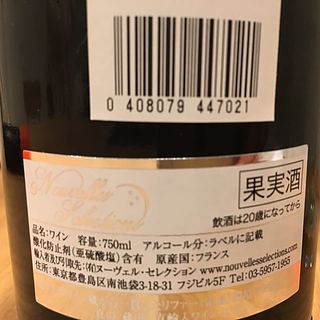 0 408079 447021
Nouvelles
Selections
果実酒
飲酒は20歳になってから
品名:ワイン 容量:750ml アルコール分:ラベルに記載
酸化防止剤(亜硫酸塩)含有 原産国:フランス
輸入者及び引取先:(有)ヌーヴェル・セレクション www.nouvellesselections.com
住所:東京都豊島区南池袋2-3-18-31 フジビル5F Tel:03-5957-1955